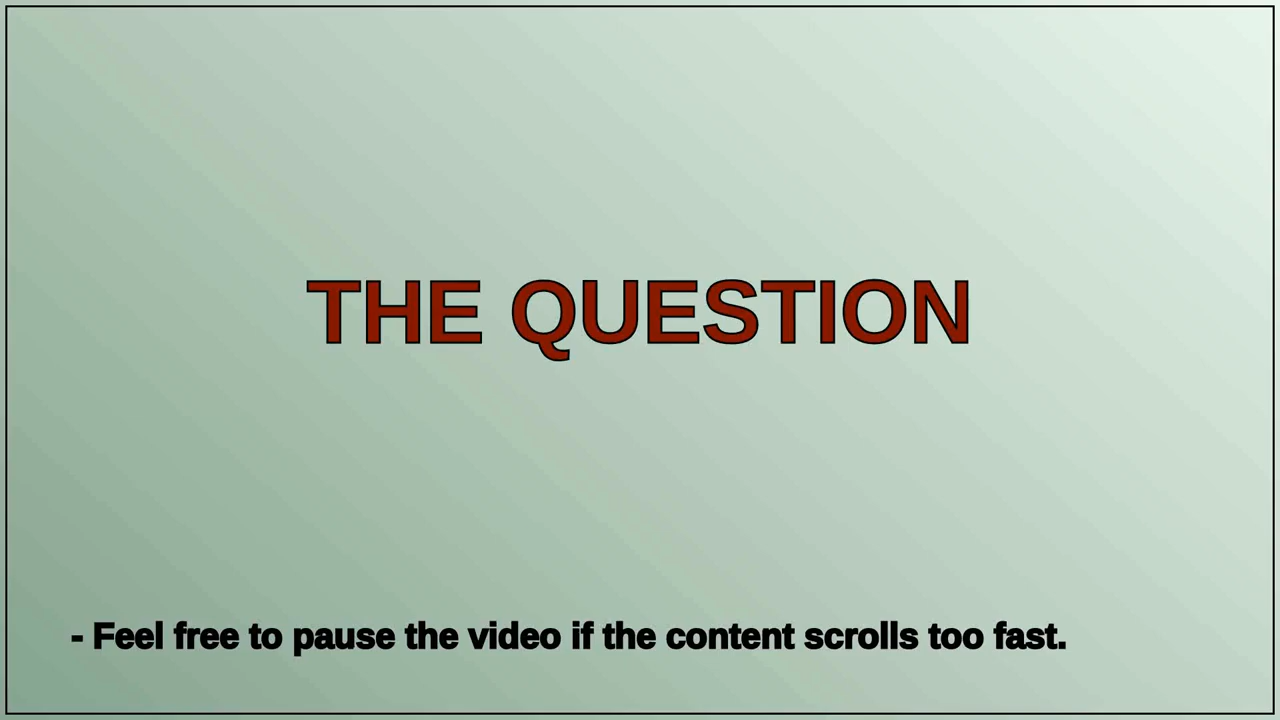 THE QUESTION
- Feel free to pause the video if the content scrolls too fast.